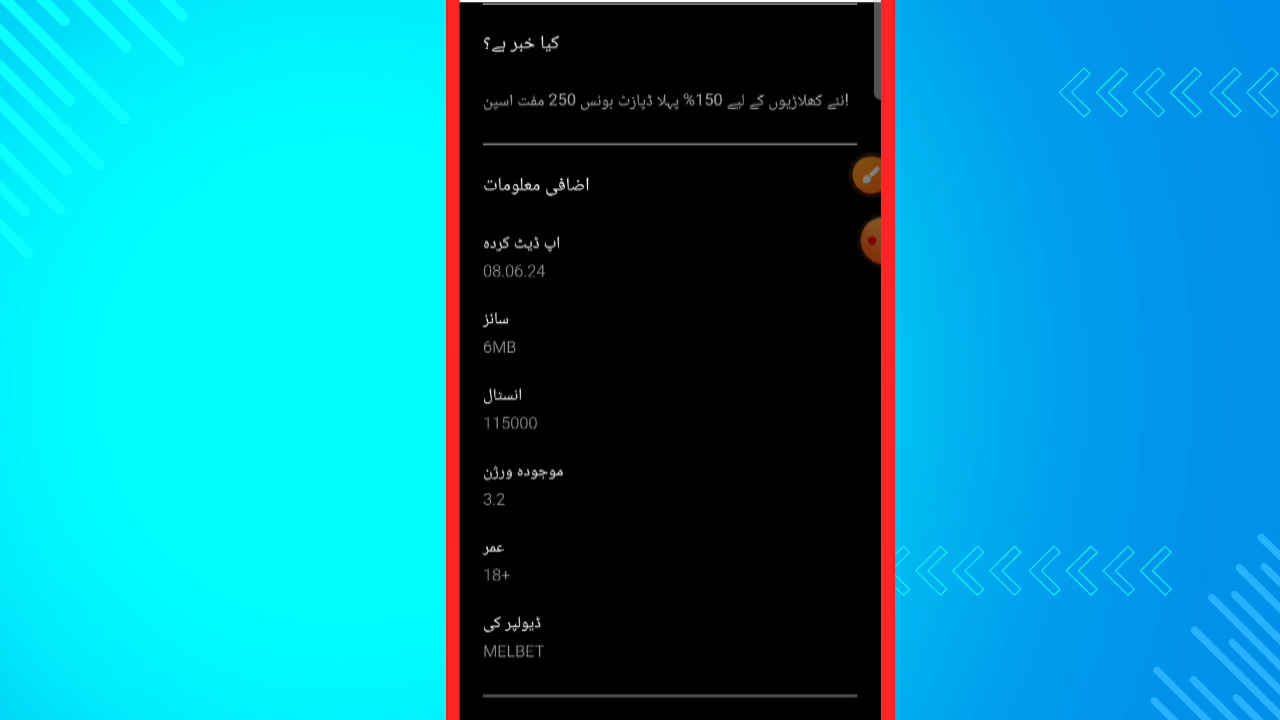 کیا خبر ہے؟
نئے کھلاڑیوں کے لیے 150% پہلا ڈپازٹ بونس 250 مفت اسپن!
اضافی معلومات
اپ ڈیٹ کردہ
08.06.24
سائز
6MB
انسٹال
115000
موجودہ ورژن
3.2
عمر
18+
ڈیولپر کی
MELBET